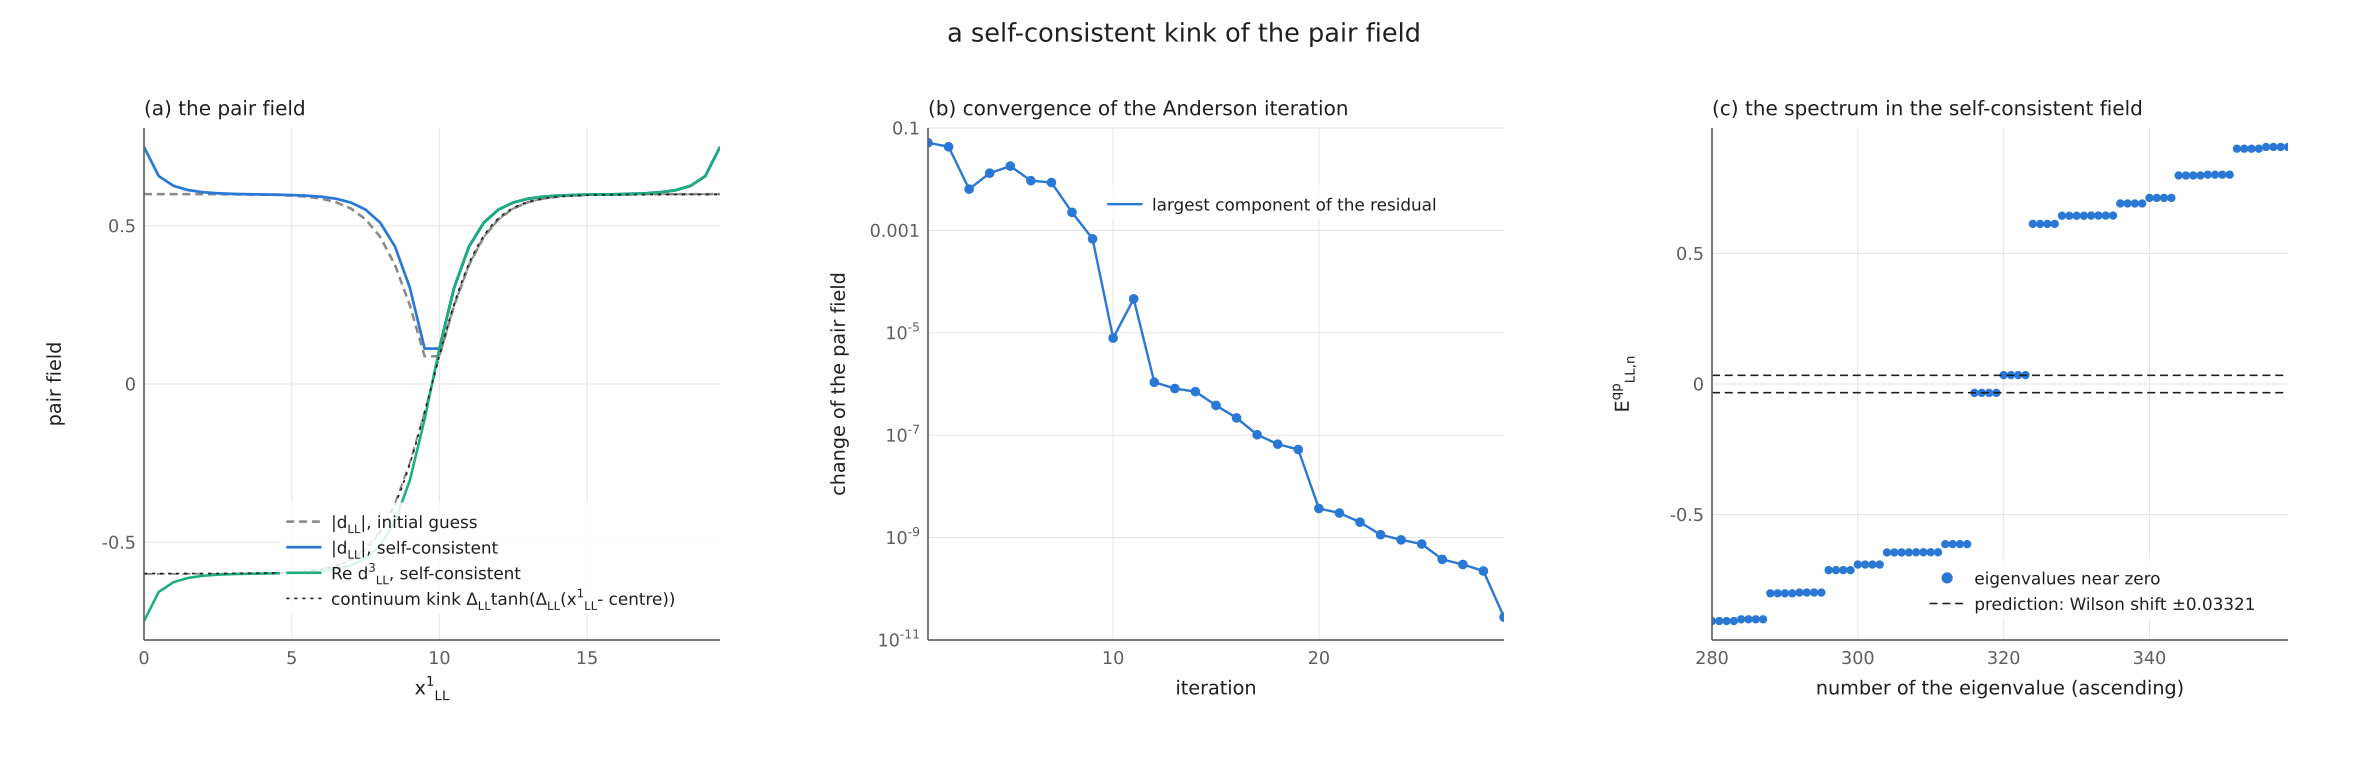 a self-consistent kink of the pair field
(a) the pair field
pair field
0.5
0
-0.5
0
5
10
15
x¹_LL
|d_LL|, initial guess
|d_LL|, self-consistent
Re d³_LL, self-consistent
continuum kink Δ_LL tanh(Δ_LL(x¹_LL- centre))
(b) convergence of the Anderson iteration
change of the pair field
0.1
0.001
10⁻⁵
10⁻⁷
10⁻⁹
10⁻¹¹
10
20
iteration
largest component of the residual
(c) the spectrum in the self-consistent field
E^qp_LL,n
0.5
0
-0.5
280
300
320
340
number of the eigenvalue (ascending)
eigenvalues near zero
prediction: Wilson shift ±0.03321